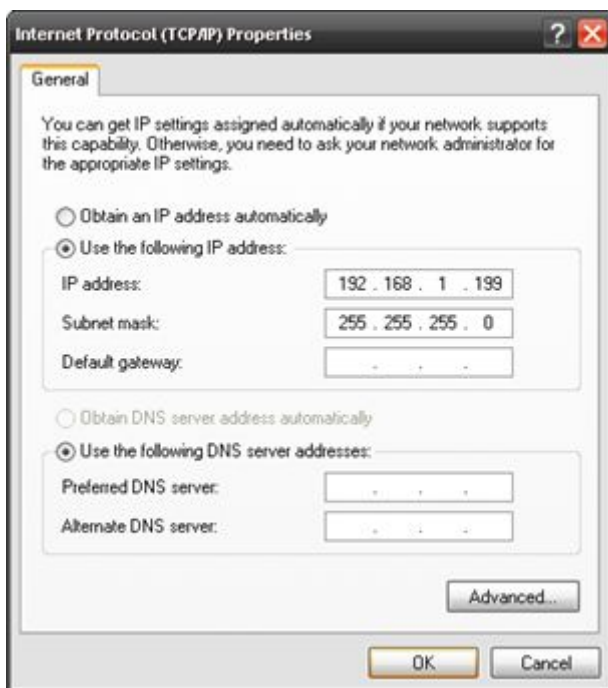 Internet Protocol (TCP/IP) Properties
General
You can get IP settings assigned automatically if your network supports
this capability. Otherwise, you need to ask your network administrator for
the appropriate IP settings.
Obtain an IP address automatically
Use the following IP address:
IP address: 192 . 168 . 1 . 199
Subnet mask: 255 . 255 . 255 . 0
Default gateway: . . .
Obtain DNS server address automatically
Use the following DNS server addresses:
Preferred DNS server: . . .
Alternate DNS server: . . .
Advanced...
OK Cancel